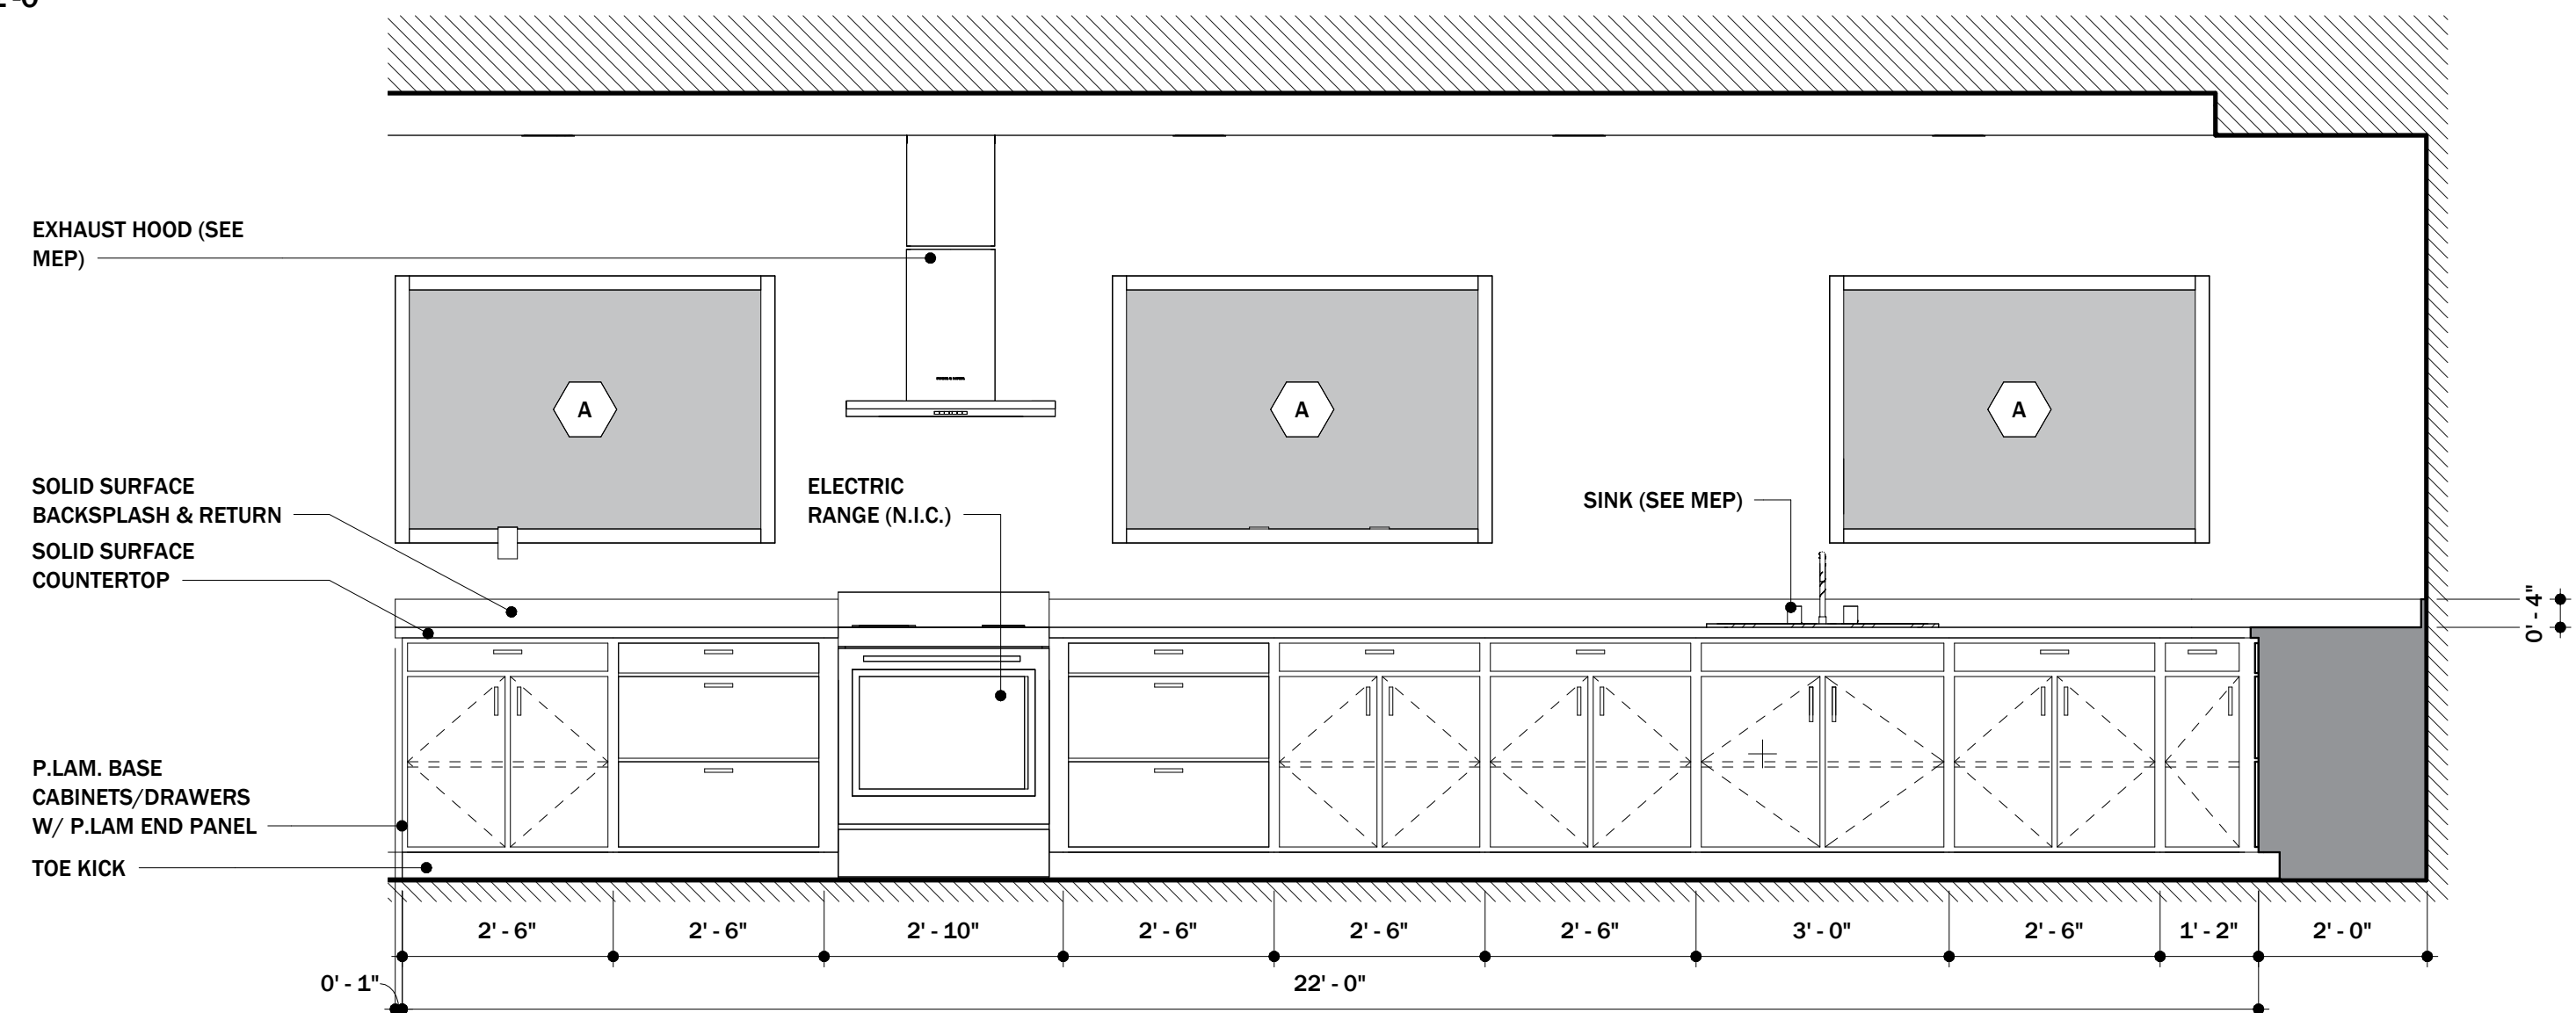 EXHAUST HOOD (SEE
MEP)
A
A
A
SOLID SURFACE
BACKSPLASH & RETURN
SOLID SURFACE
COUNTERTOP
ELECTRIC
RANGE (N.I.C.)
SINK (SEE MEP)
0' - 4"
P.LAM. BASE
CABINETS/DRAWERS
W/ P.LAM END PANEL
TOE KICK
2' - 6"
2' - 6"
2' - 10"
2' - 6"
2' - 6"
2' - 6"
3' - 0"
2' - 6"
1' - 2"
2' - 0"
0' - 1"
22' - 0"